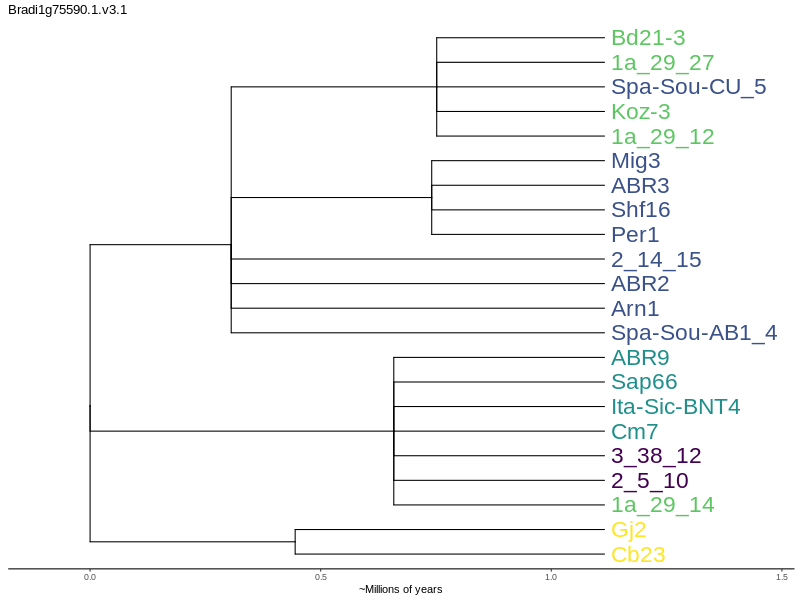 Bradi1g75590.1.v3.1
Bd21-3
1a_29_27
Spa-Sou-CU_5
Koz-3
1a_29_12
Mig3
ABR3
Shf16
Per1
2_14_15
ABR2
Arn1
Spa-Sou-AB1_4
ABR9
Sap66
Ita-Sic-BNT4
Cm7
3_38_12
2_5_10
1a_29_14
Gj2
Cb23
0.0 0.5 1.0 1.5
~Millions of years